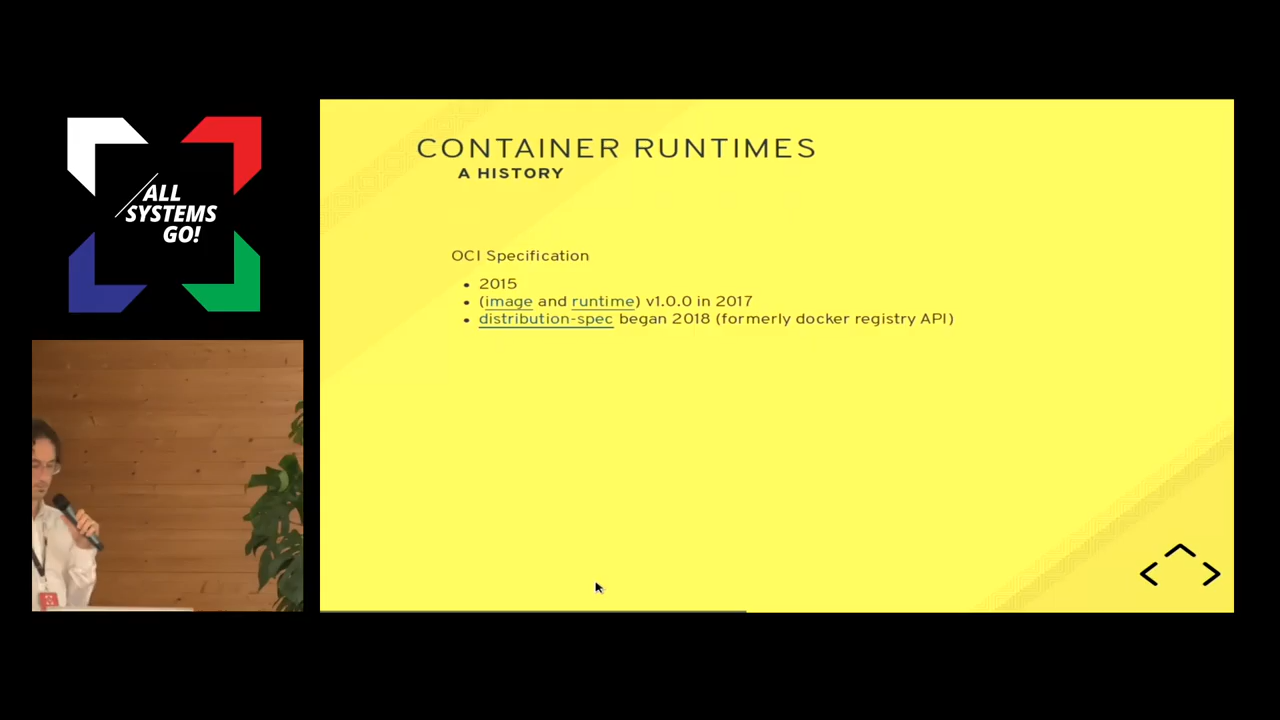 ALL
SYSTEMS
GO!
CONTAINER RUNTIMES
A HISTORY
OCI Specification
• 2015
• (image and runtime) v1.0.0 in 2017
• distribution-spec began 2018 (formerly docker registry API)